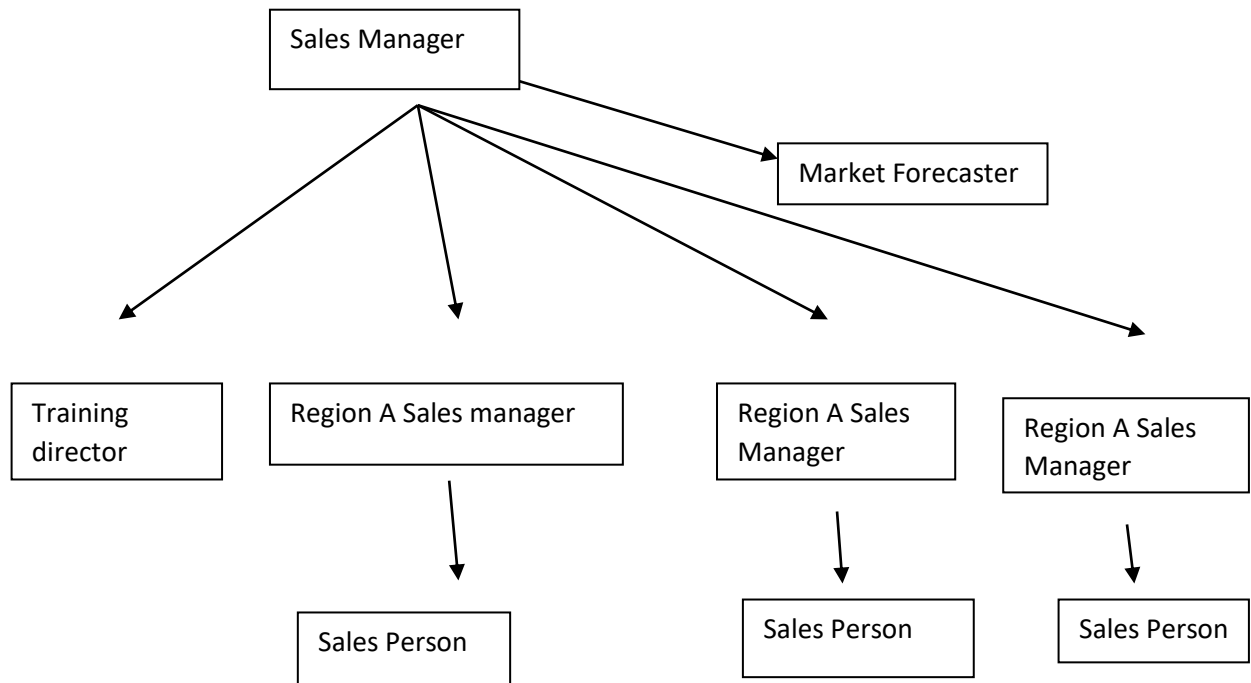 Sales Manager
Market Forecaster
Training
director
Region A Sales manager
Region A Sales
Manager
Region A Sales
Manager
Sales Person
Sales Person
Sales Person